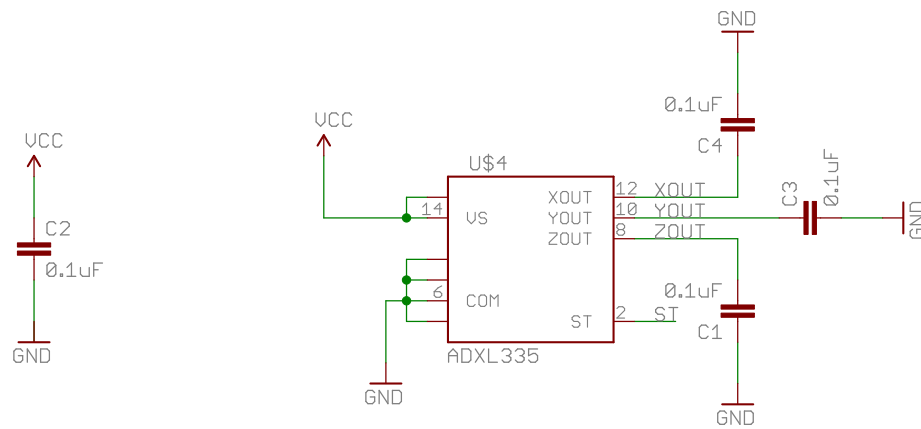 GND
0.1uF
C4
VCC
C2
0.1uF
GND
VCC
U$4
14
VS
6
COM
GND
ADXL335
XOUT
12
XOUT
YOUT
10
YOUT
ZOUT
8
ZOUT
ST
2
ST
C3
0.1uF
GND
0.1uF
C1
GND